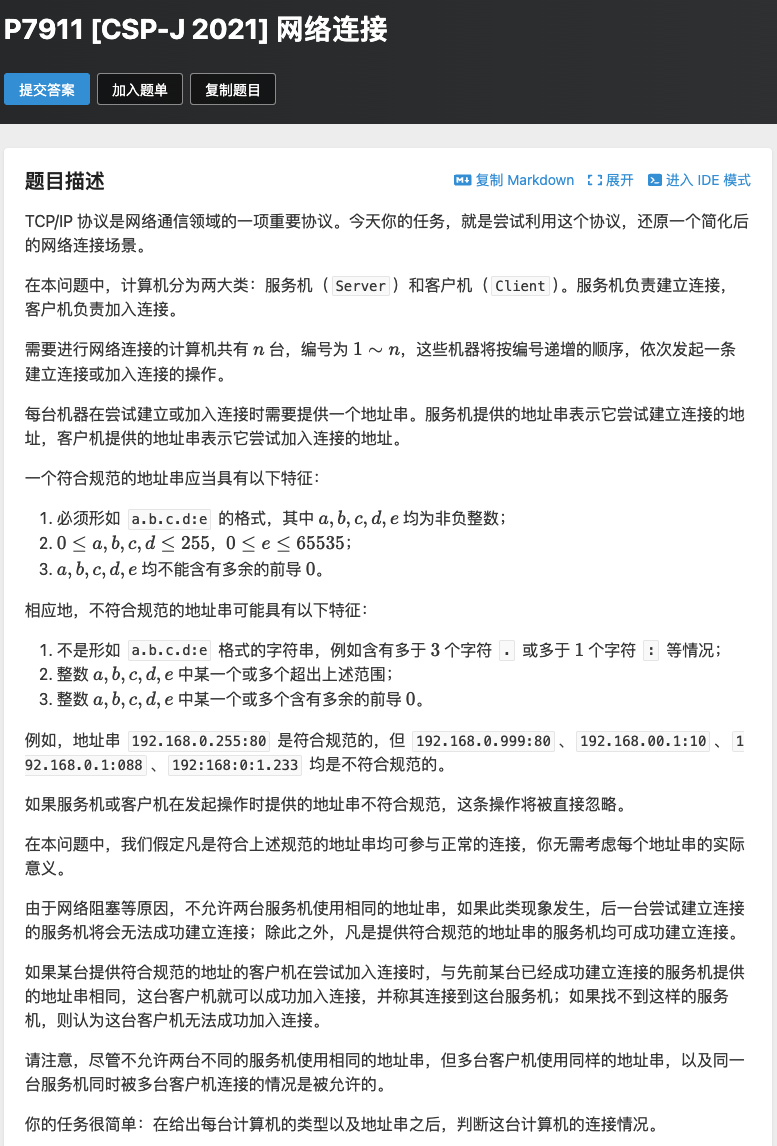 P7911 [CSP-J 2021] 网络连接
提交答案 加入题单 复制题目
题目描述 复制 Markdown 展开 进入 IDE 模式
TCP/IP 协议是网络通信领域的一项重要协议。今天你的任务，就是尝试利用这个协议，还原一个简化后
的网络连接场景。
在本问题中，计算机分为两大类：服务机（Server）和客户机（Client）。服务机负责建立连接，
客户机负责加入连接。
需要进行网络连接的计算机共有 n 台，编号为 1 ∼ n，这些机器将按编号递增的顺序，依次发起一条
建立连接或加入连接的操作。
每台机器在尝试建立或加入连接时需要提供一个地址串。服务机提供的地址串表示它尝试建立连接的地
址，客户机提供的地址串表示它尝试加入连接的地址。
一个符合规范的地址串应当具有以下特征：
1. 必须形如 a.b.c.d:e 的格式，其中 a, b, c, d, e 均为非负整数；
2. 0 ≤ a, b, c, d ≤ 255，0 ≤ e ≤ 65535；
3. a, b, c, d, e 均不能含有多余的前导 0。
相应地，不符合规范的地址串可能具有以下特征：
1. 不是形如 a.b.c.d:e 格式的字符串，例如含有多于 3 个字符 . 或多于 1 个字符 : 等情况；
2. 整数 a, b, c, d, e 中某一个或多个超出上述范围；
3. 整数 a, b, c, d, e 中某一个或多个含有多余的前导 0。
例如，地址串 192.168.0.255:80 是符合规范的，但 192.168.0.999:80 、 192.168.00.1:10 、 1
92.168.0.1:088 、 192:168:0:1.233 均是不符合规范的。
如果服务机或客户机在发起操作时提供的地址串不符合规范，这条操作将被直接忽略。
在本问题中，我们假定凡是符合上述规范的地址串均可参与正常的连接，你无需考虑每个地址串的实际
意义。
由于网络阻塞等原因，不允许两台服务机使用相同的地址串，如果此类现象发生，后一台尝试建立连接
的服务机将会无法成功建立连接；除此之外，凡是提供符合规范的地址串的服务机均可成功建立连接。
如果某台提供符合规范的地址的客户机在尝试加入连接时，与先前某台已经成功建立连接的服务机提供
的地址串相同，这台客户机就可以成功加入连接，并称其连接到这台服务机；如果找不到这样的服务
机，则认为这台客户机无法成功加入连接。
请注意，尽管不允许两台不同的服务机使用相同的地址串，但多台客户机使用同样的地址串，以及同一
台服务机同时被多台客户机连接的情况是被允许的。
你的任务很简单：在给出每台计算机的类型以及地址串之后，判断这台计算机的连接情况。